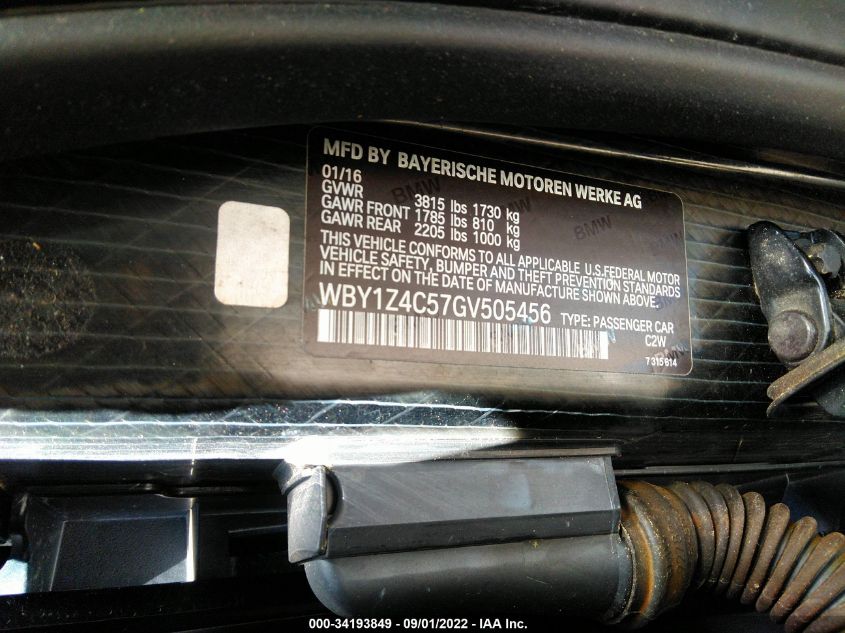 MFD BY BAYERISCHE MOTOREN WERKE AG
01/16
GVWR 3815 lbs 1730 kg
GAWR FRONT 1785 lbs 810 kg
GAWR REAR 2205 lbs 1000 kg
THIS VEHICLE CONFORMS TO ALL APPLICABLE U.S.FEDERAL MOTOR
VEHICLE SAFETY, BUMPER AND THEFT PREVENTION STANDARDS
IN EFFECT ON THE DATE OF MANUFACTURE SHOWN ABOVE.
WBY1Z4C57GV505456 TYPE: PASSENGER CAR
C2W
7 315 614
000-34193849 - 09/01/2022 - IAA Inc.